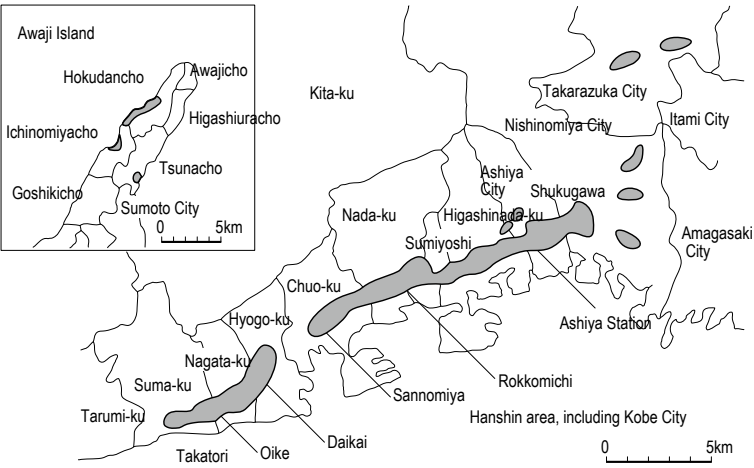 Awaji Island
Hokudancho
Awajicho
Higashiuracho
Ichinomiyacho
Tsunacho
Goshikicho
Sumoto City
0 5km
Kita-ku
Takarazuka City
Nishinomiya City
Itami City
Ashiya
City
Shukugawa
Nada-ku
Higashinada-ku
Sumiyoshi
Amagasaki
City
Chuo-ku
Hyogo-ku
Ashiya Station
Nagata-ku
Suma-ku
Rokkomichi
Sannomiya
Tarumi-ku
Hanshin area, including Kobe City
Daikai
Oike
Takatori
0 5km